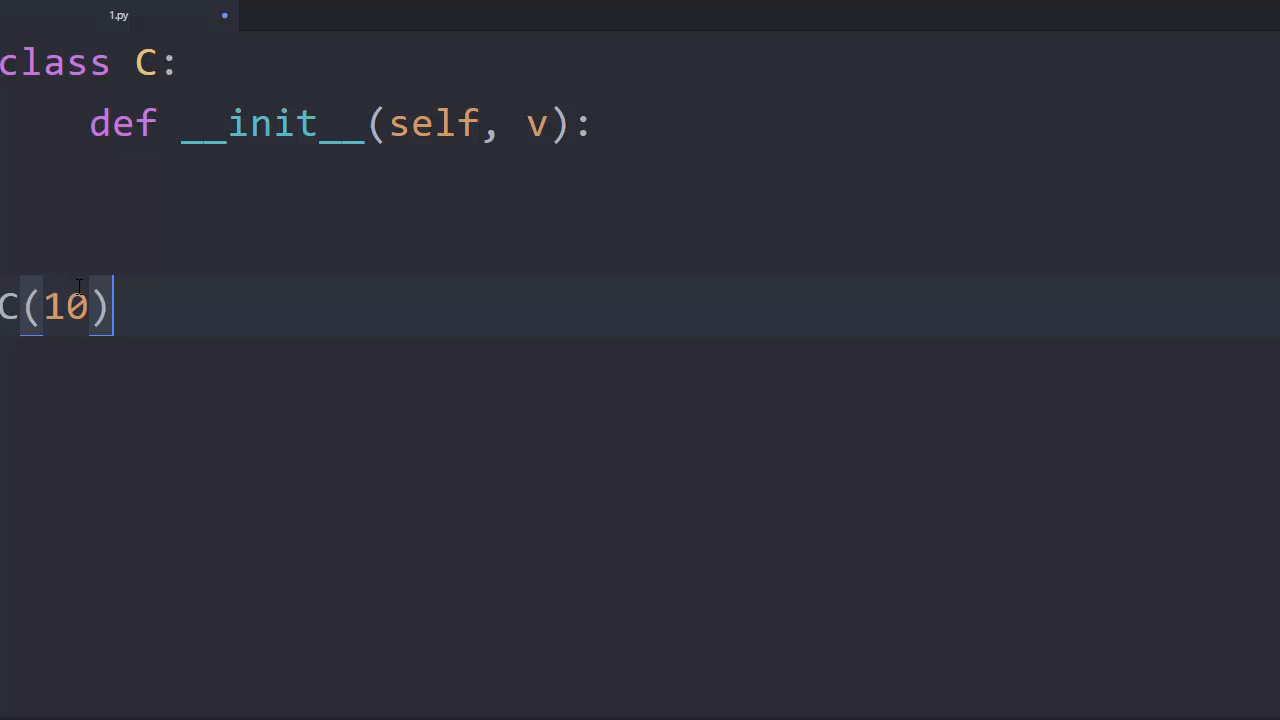 1.py
class C:
    def __init__(self, v):
C(10)